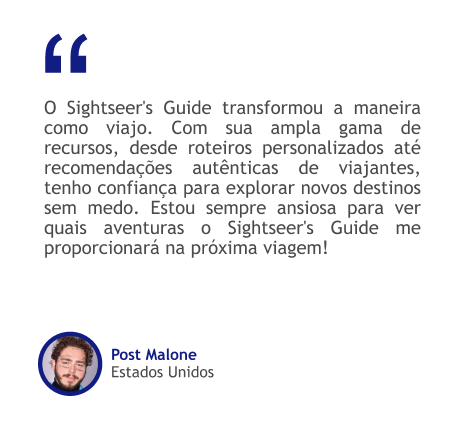 “
O Sightseer's Guide transformou a maneira
como viajo. Com sua ampla gama de
recursos, desde roteiros personalizados até
recomendações autênticas de viajantes,
tenho confiança para explorar novos destinos
sem medo. Estou sempre ansiosa para ver
quais aventuras o Sightseer's Guide me
proporcionará na próxima viagem!
Post Malone
Estados Unidos